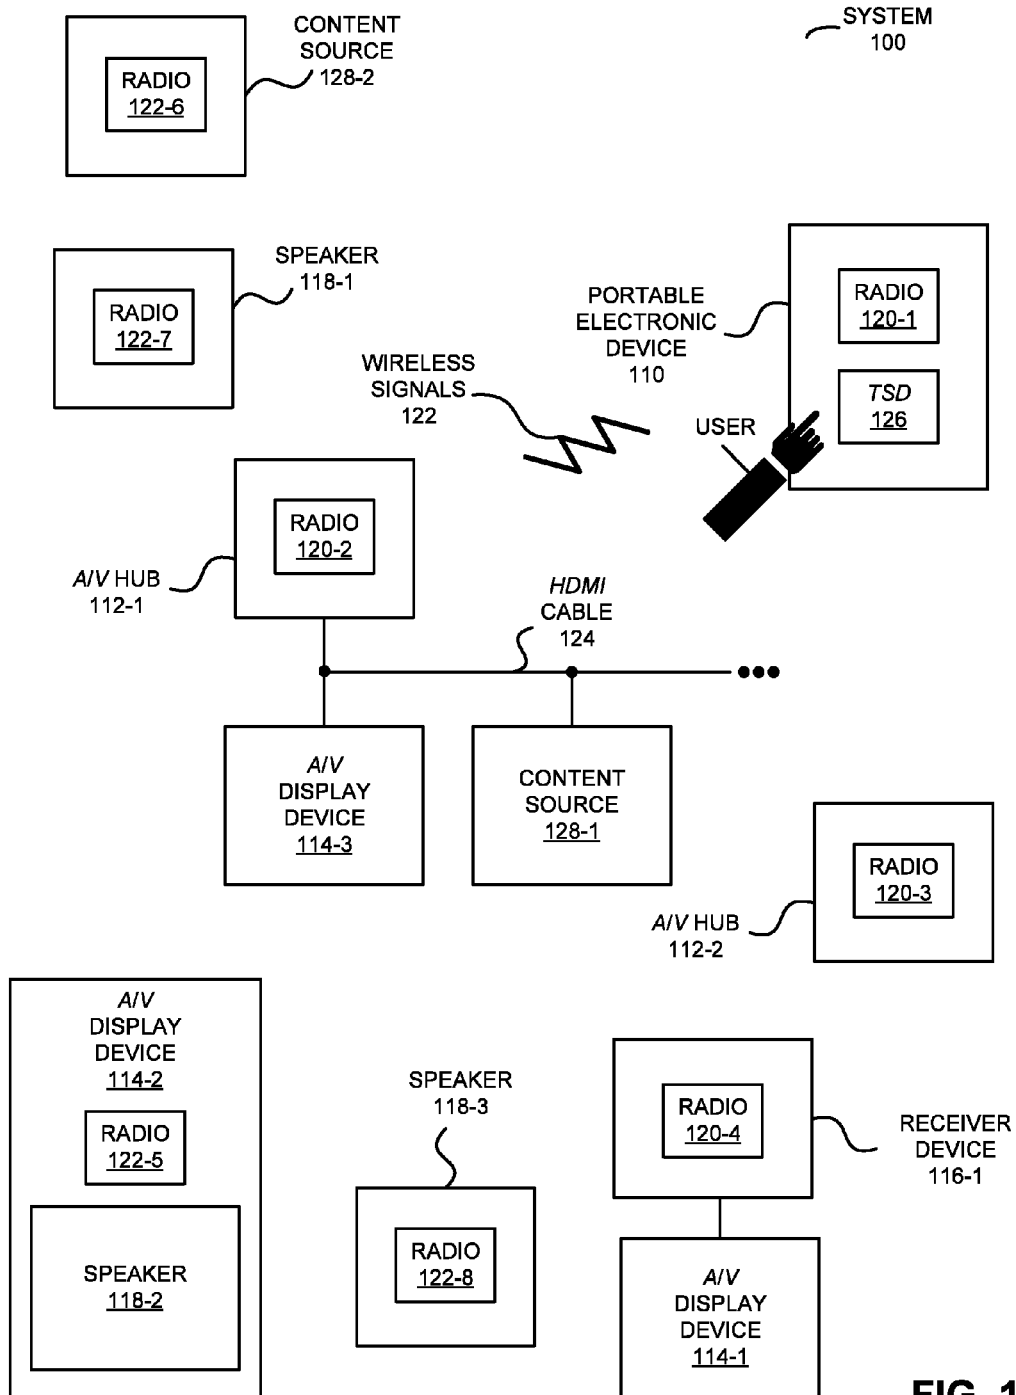 SYSTEM
100
CONTENT
SOURCE
128-2
RADIO
122-6
SPEAKER
118-1
RADIO
122-7
PORTABLE
ELECTRONIC
DEVICE
110
RADIO
120-1
TSD
126
WIRELESS
SIGNALS
122
USER
RADIO
120-2
A/V HUB
112-1
HDMI
CABLE
124
A/V
DISPLAY
DEVICE
114-3
CONTENT
SOURCE
128-1
RADIO
120-3
A/V HUB
112-2
A/V
DISPLAY
DEVICE
114-2
RADIO
122-5
SPEAKER
118-2
SPEAKER
118-3
RADIO
122-8
RADIO
120-4
RECEIVER
DEVICE
116-1
A/V
DISPLAY
DEVICE
114-1
FIG. 1